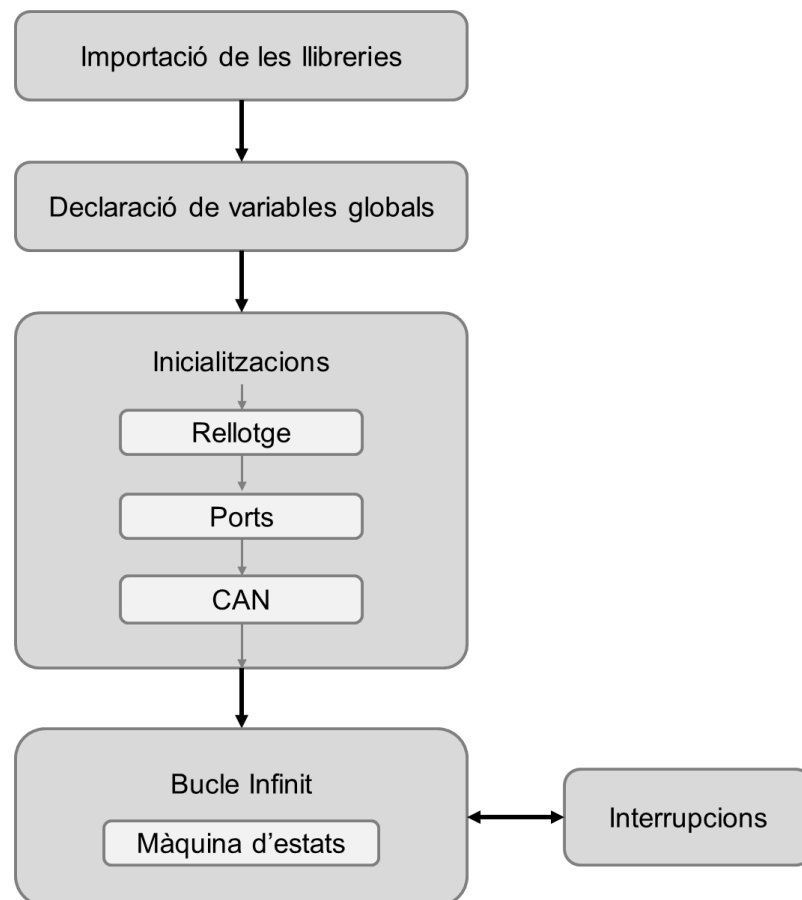 Importació de les llibreries
Declaració de variables globals
Inicialitzacions
Rellotge
Ports
CAN
Bucle Infinit
Màquina d’estats
Interrupcions